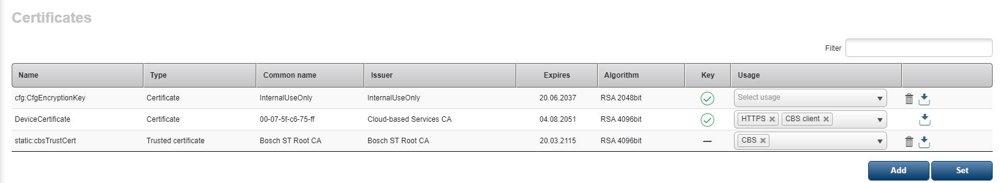 Certificates
Filter
Name Type Common name Issuer Expires Algorithm Key Usage
cfg:CfgEncryptionKey Certificate InternalUseOnly InternalUseOnly 20.06.2037 RSA 2048bit Select usage
DeviceCertificate Certificate 00-07-5f-c6-75-ff Cloud-based Services CA 04.08.2051 RSA 4096bit HTTPS CBS client
static:cbsTrustCert Trusted certificate Bosch ST Root CA Bosch ST Root CA 20.03.2115 RSA 4096bit — CBS
Add Set